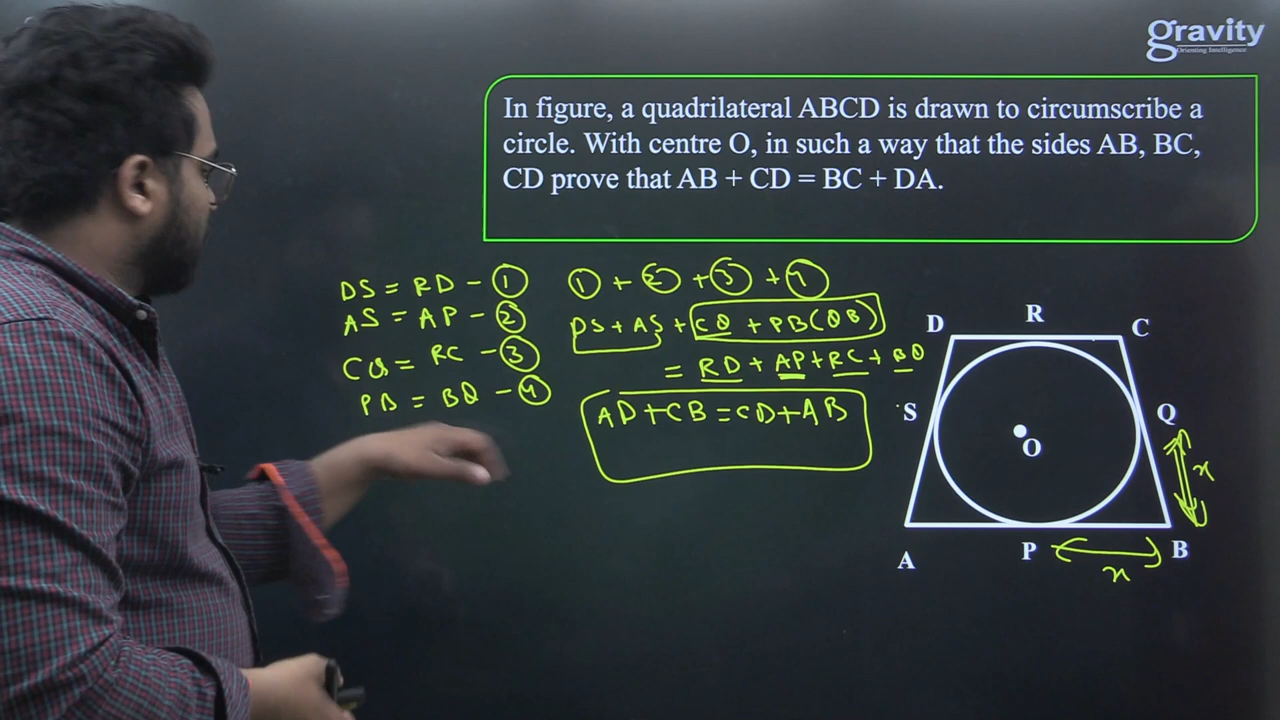 gravity
Orienting Intelligence
In figure, a quadrilateral ABCD is drawn to circumscribe a
circle. With centre O, in such a way that the sides AB, BC,
CD prove that AB + CD = BC + DA.
DS = RD - ①
AS = AP - ②
CQ = RC - ③
PB = BQ - ④
① + ② + ③ + ④
DS + AS + CQ + PB(QB)
= RD + AP + RC + BQ
AD + CB = CD + AB
D R C
S Q
O
x
A P B
x